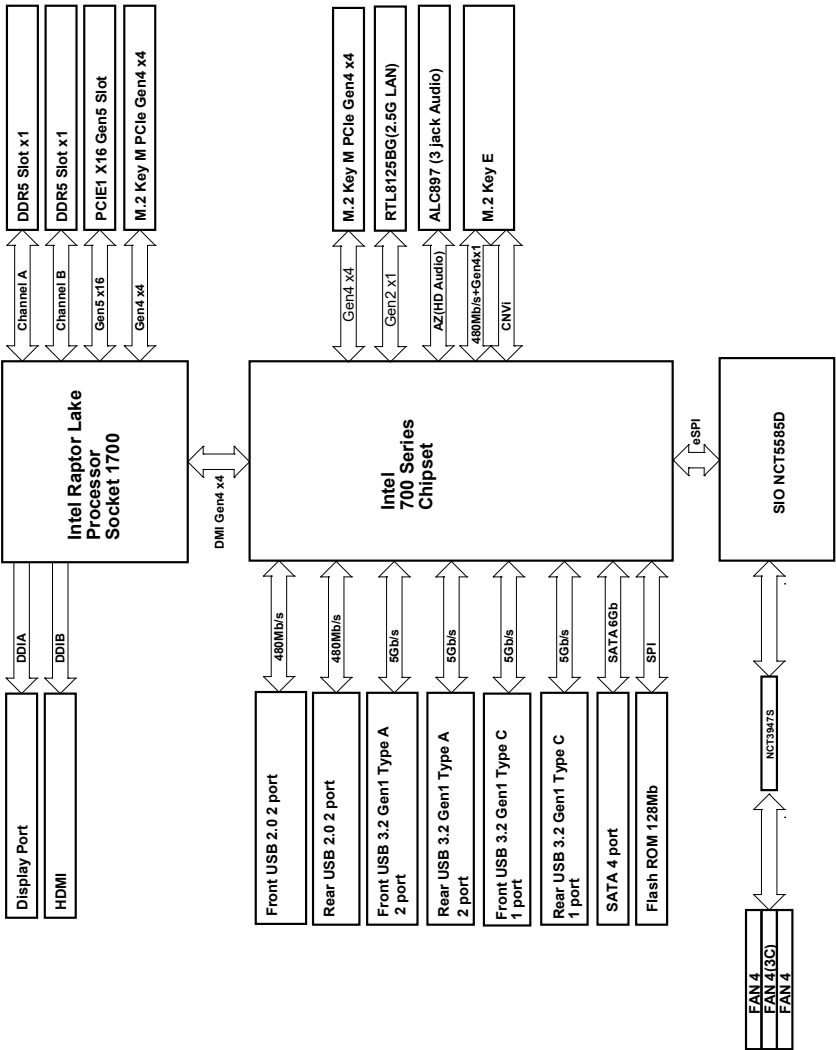 DDR5 Slot x1
DDR5 Slot x1
PCIE1 X16 Gen5 Slot
M.2 Key M PCIe Gen4 x4
Channel A
Channel B
Gen5 x16
Gen4 x4
Intel Raptor Lake
Processor
Socket 1700
DDIA
DDIB
Display Port
HDMI
DMI Gen4 x4
M.2 Key M PCIe Gen4 x4
RTL8125BG(2.5G LAN)
ALC897 (3 jack Audio)
M.2 Key E
Gen4 x4
Gen2 x1
AZ(HD Audio)
480Mb/s+Gen4x1
CNVi
Intel
700 Series
Chipset
480Mb/s
480Mb/s
5Gb/s
5Gb/s
5Gb/s
5Gb/s
SATA 6Gb
SPI
Front USB 2.0 2 port
Rear USB 2.0 2 port
Front USB 3.2 Gen1 Type A
2 port
Rear USB 3.2 Gen1 Type A
2 port
Front USB 3.2 Gen1 Type C
1 port
Rear USB 3.2 Gen1 Type C
1 port
SATA 4 port
Flash ROM 128Mb
eSPI
SIO NCT5585D
NCT3947S
FAN 4
FAN 4(3C)
FAN 4